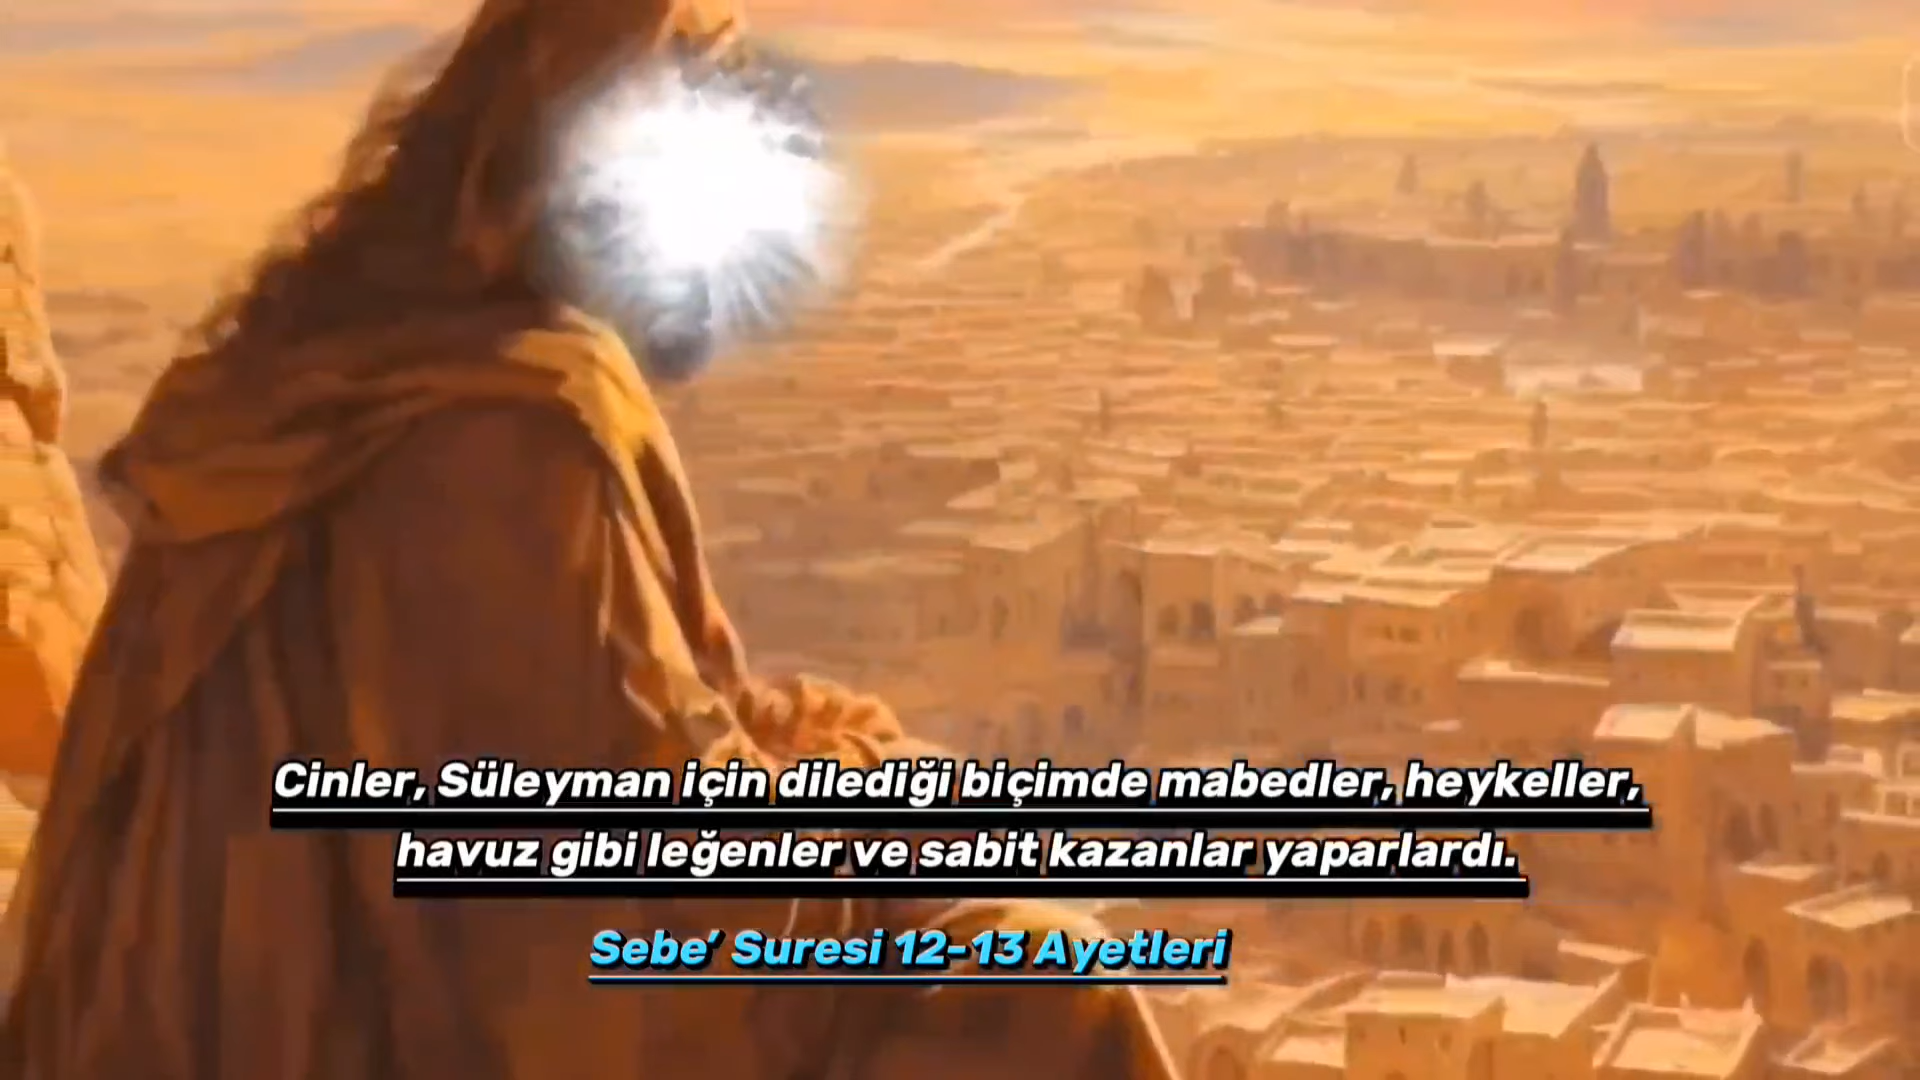 Cinler, Süleyman için dilediği biçimde mabedler, heykeller,
havuz gibi leğenler ve sabit kazanlar yaparlardı.
Sebe’ Suresi 12-13 Ayetleri